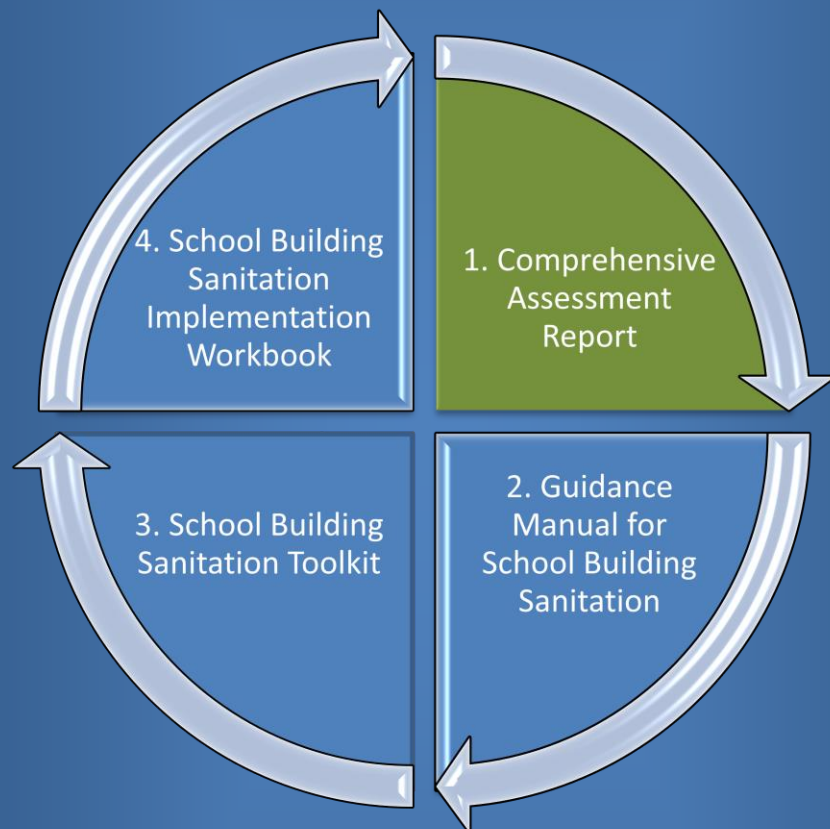 1. Comprehensive
Assessment
Report
2. Guidance
Manual for
School Building
Sanitation
3. School Building
Sanitation Toolkit
4. School Building
Sanitation
Implementation
Workbook